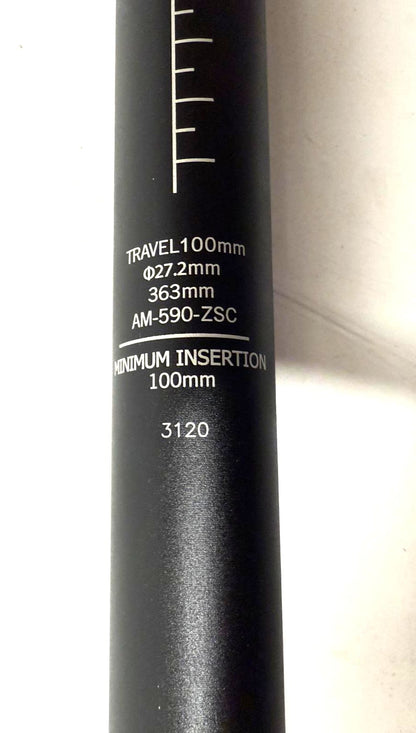 TRAVEL100mm
Φ27.2mm
363mm
AM-590-ZSC
MINIMUM INSERTION
100mm
3120